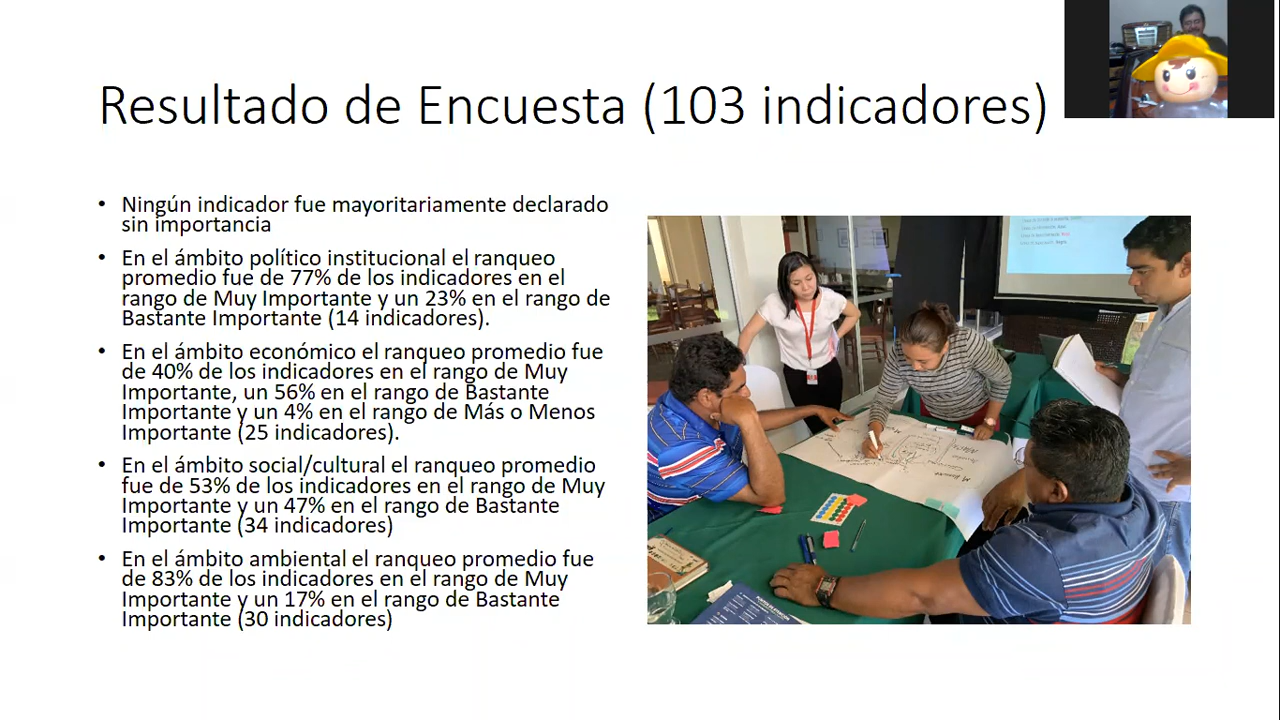 Resultado de Encuesta (103 indicadores)
• Ningún indicador fue mayoritariamente declarado
sin importancia
• En el ámbito político institucional el ranqueo
promedio fue de 77% de los indicadores en el
rango de Muy Importante y un 23% en el rango de
Bastante Importante (14 indicadores).
• En el ámbito económico el ranqueo promedio fue
de 40% de los indicadores en el rango de Muy
Importante, un 56% en el rango de Bastante
Importante y un 4% en el rango de Más o Menos
Importante (25 indicadores).
• En el ámbito social/cultural el ranqueo promedio
fue de 53% de los indicadores en el rango de Muy
Importante y un 47% en el rango de Bastante
Importante (34 indicadores)
• En el ámbito ambiental el ranqueo promedio fue
de 83% de los indicadores en el rango de Muy
Importante y un 17% en el rango de Bastante
Importante (30 indicadores)